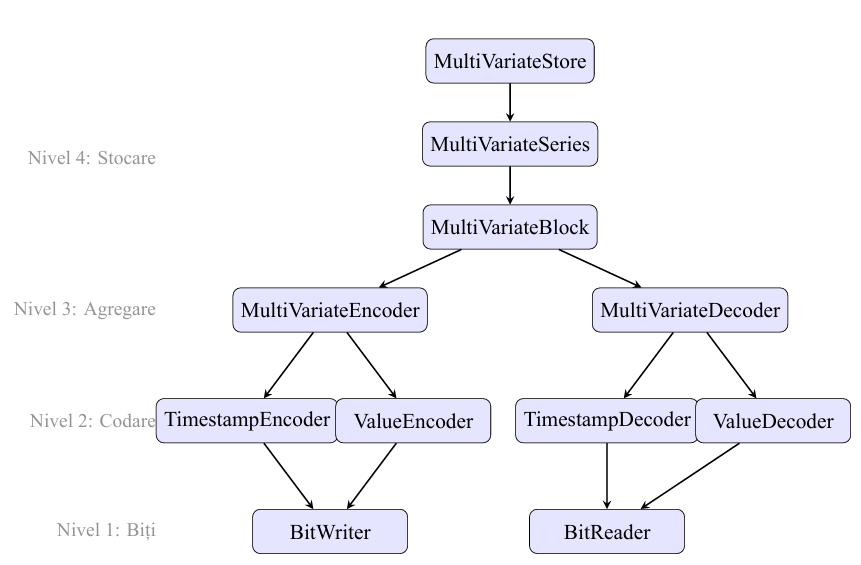 MultiVariateStore
MultiVariateSeries
Nivel 4: Stocare
MultiVariateBlock
Nivel 3: Agregare
MultiVariateEncoder
MultiVariateDecoder
Nivel 2: Codare
TimestampEncoder
ValueEncoder
TimestampDecoder
ValueDecoder
Nivel 1: Biți
BitWriter
BitReader